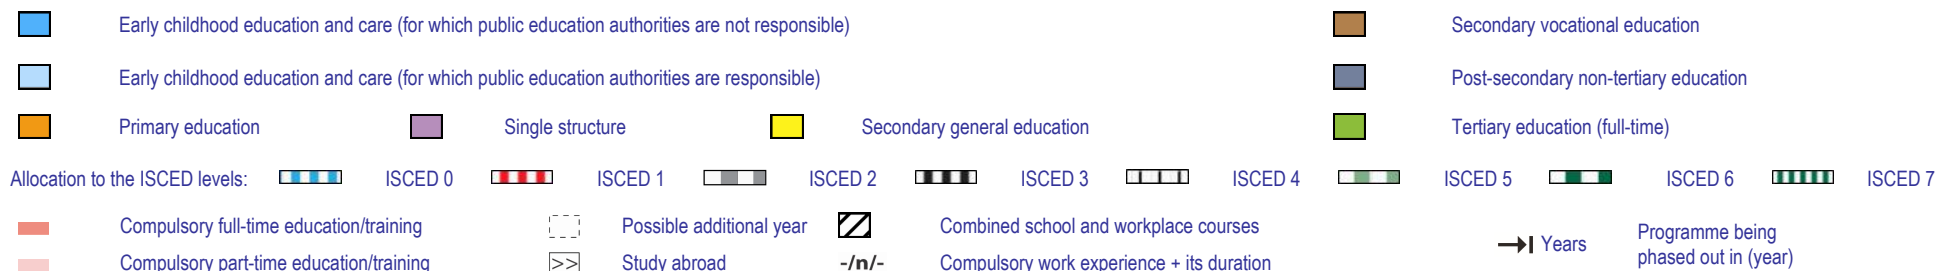 Early childhood education and care (for which public education authorities are not responsible)
Secondary vocational education
Early childhood education and care (for which public education authorities are responsible)
Post-secondary non-tertiary education
Primary education
Single structure
Secondary general education
Tertiary education (full-time)
Allocation to the ISCED levels: ISCED 0 ISCED 1 ISCED 2 ISCED 3 ISCED 4 ISCED 5 ISCED 6 ISCED 7
Compulsory full-time education/training
Possible additional year
Combined school and workplace courses
Years
Programme being
phased out in (year)
Compulsory part-time education/training
>> Study abroad
-/n/- Compulsory work experience + its duration